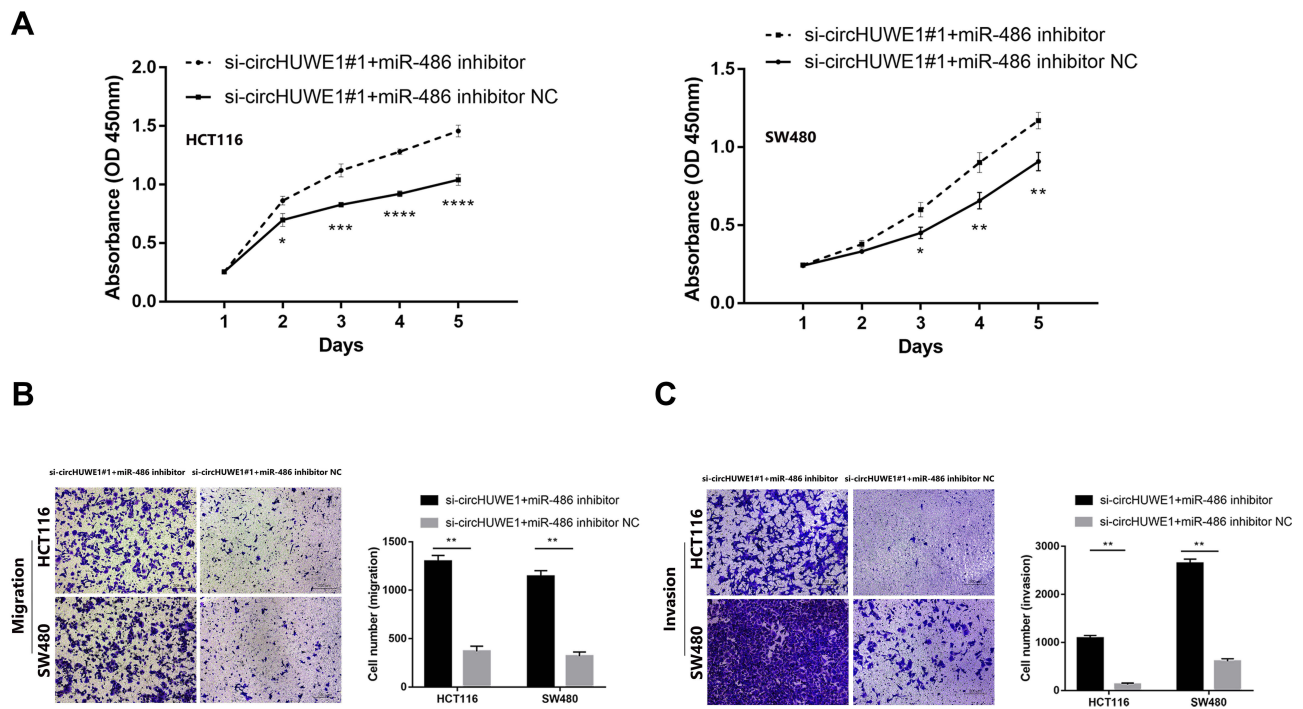 A
si-circHUWE1#1+miR-486 inhibitor
si-circHUWE1#1+miR-486 inhibitor NC
HCT116
Absorbance (OD 450nm)
2.0
1.5
1.0
0.5
0.0
*
***
****
****
1 2 3 4 5
Days
si-circHUWE1#1+miR-486 inhibitor
si-circHUWE1#1+miR-486 inhibitor NC
SW480
Absorbance (OD 450nm)
1.5
1.0
0.5
0.0
*
**
**
1 2 3 4 5
Days
B
si-circHUWE1#1+miR-486 inhibitor si-circHUWE1#1+miR-486 inhibitor NC
Migration
HCT116
SW480
si-circHUWE1+miR-486 inhibitor
si-circHUWE1+miR-486 inhibitor NC
Cell number (migration)
1500
1000
500
0
** **
HCT116 SW480
C
si-circHUWE1#1+miR-486 inhibitor si-circHUWE1#1+miR-486 inhibitor NC
Invasion
HCT116
SW480
si-circHUWE1+miR-486 inhibitor
si-circHUWE1+miR-486 inhibitor NC
Cell number (invasion)
3000
2000
1000
0
** **
HCT116 SW480